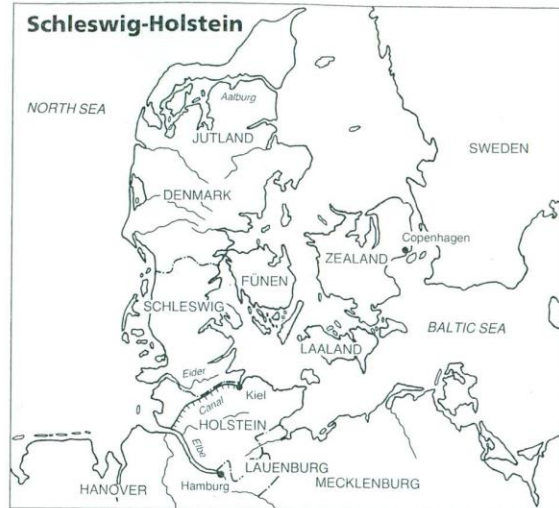 Schleswig-Holstein
NORTH SEA
Aalburg
JUTLAND
SWEDEN
DENMARK
Copenhagen
ZEALAND
FÜNEN
SCHLESWIG
BALTIC SEA
LAALAND
Eider
Kiel
Canal
HOLSTEIN
Elbe
LAUENBURG
HANOVER
Hamburg
MECKLENBURG